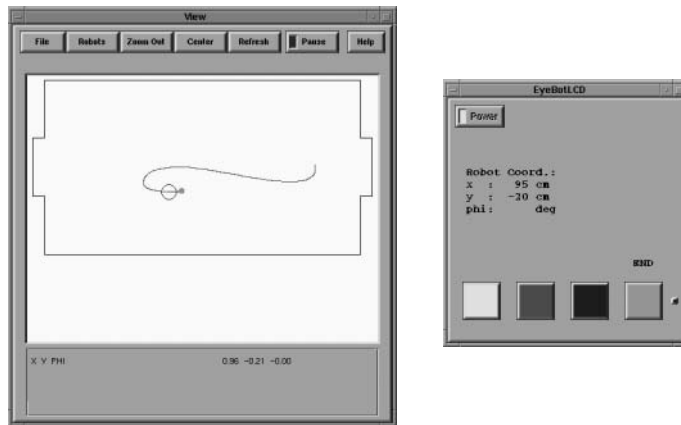 View
File Robots Zoom Out Center Refresh Pause Help
X Y PHI 0.96 -0.21 -0.00
EyeBotLCD
Power
Robot Coord.:
x : 95 cm
y : -20 cm
phi: deg
END